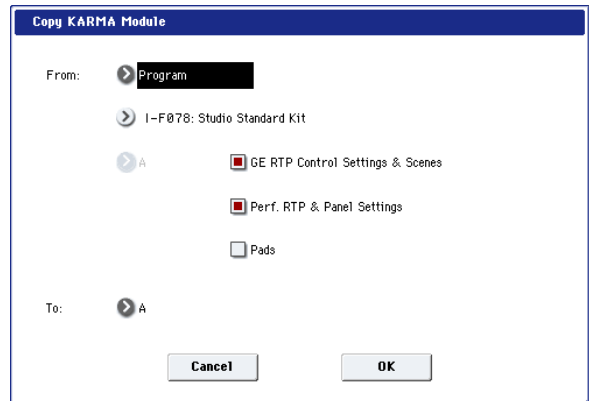 Copy KARMA Module
From: Program
I-F078: Studio Standard Kit
A GE RTP Control Settings & Scenes
Perf. RTP & Panel Settings
Pads
To: A
Cancel OK